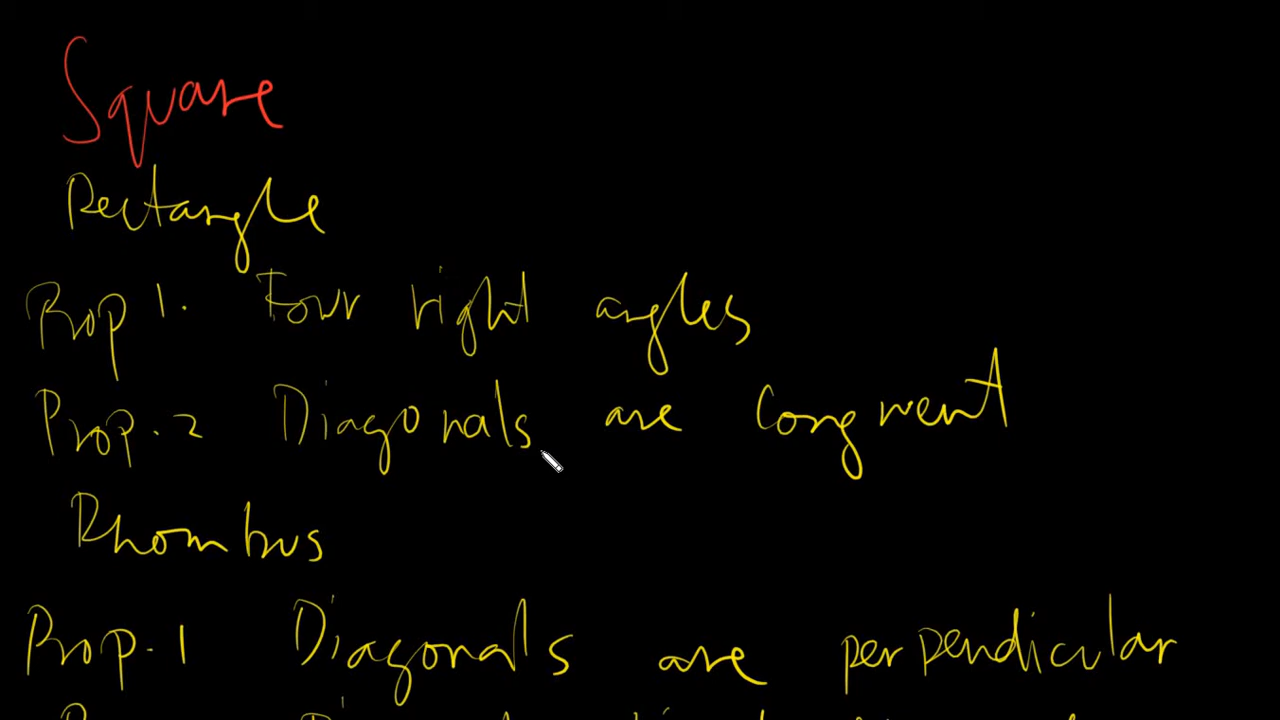 Square
Rectangle
Prop 1. Four right angles
Prop. 2 Diagonals are congruent
Rhombus
Prop. 1 Diagonals are perpendicular